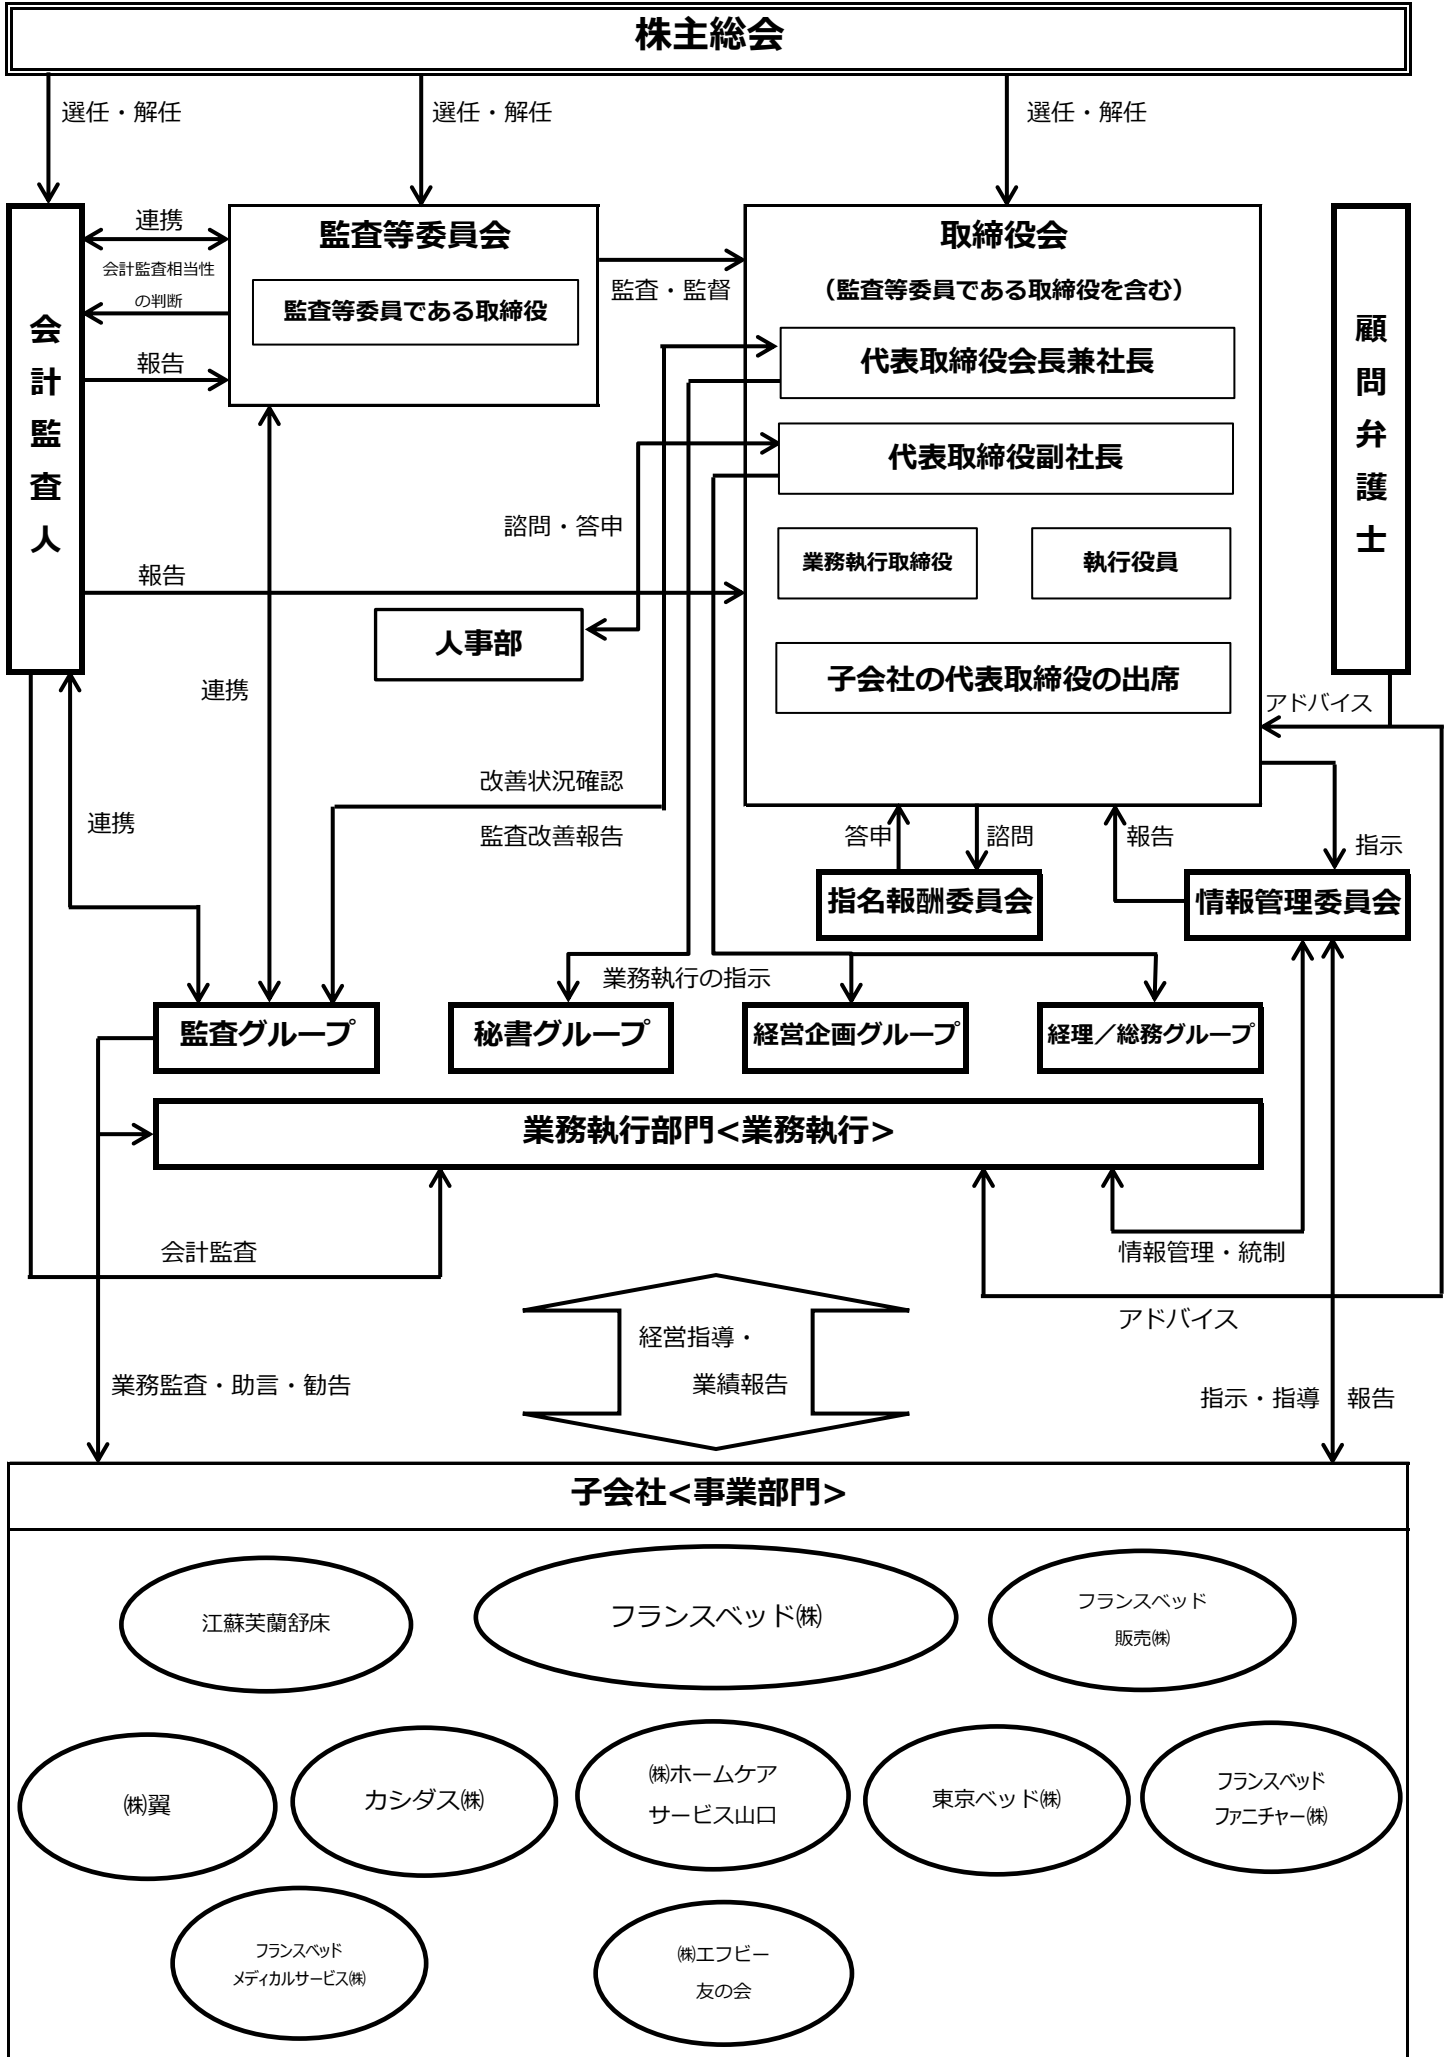 株主総会
選任・解任
選任・解任
選任・解任
会計監査人
連携
会計監査相当性
の判断
報告
監査等委員会
監査等委員である取締役
監査・監督
取締役会
（監査等委員である取締役を含む）
代表取締役会長兼社長
代表取締役副社長
業務執行取締役
執行役員
子会社の代表取締役の出席
顧問弁護士
諮問・答申
報告
人事部
連携
アドバイス
改善状況確認
監査改善報告
連携
答申
諮問
報告
指示
指名報酬委員会
情報管理委員会
業務執行の指示
監査グループ
秘書グループ
経営企画グループ
経理／総務グループ
業務執行部門<業務執行>
会計監査
情報管理・統制
アドバイス
経営指導・
業績報告
業務監査・助言・勧告
指示・指導
報告
子会社<事業部門>
江蘇芙蘭舒床
フランスベッド㈱
フランスベッド
販売㈱
㈱翼
カシダス㈱
㈱ホームケア
サービス山口
東京ベッド㈱
フランスベッド
ファニチャー㈱
フランスベッド
メディカルサービス㈱
㈱エフビー
友の会